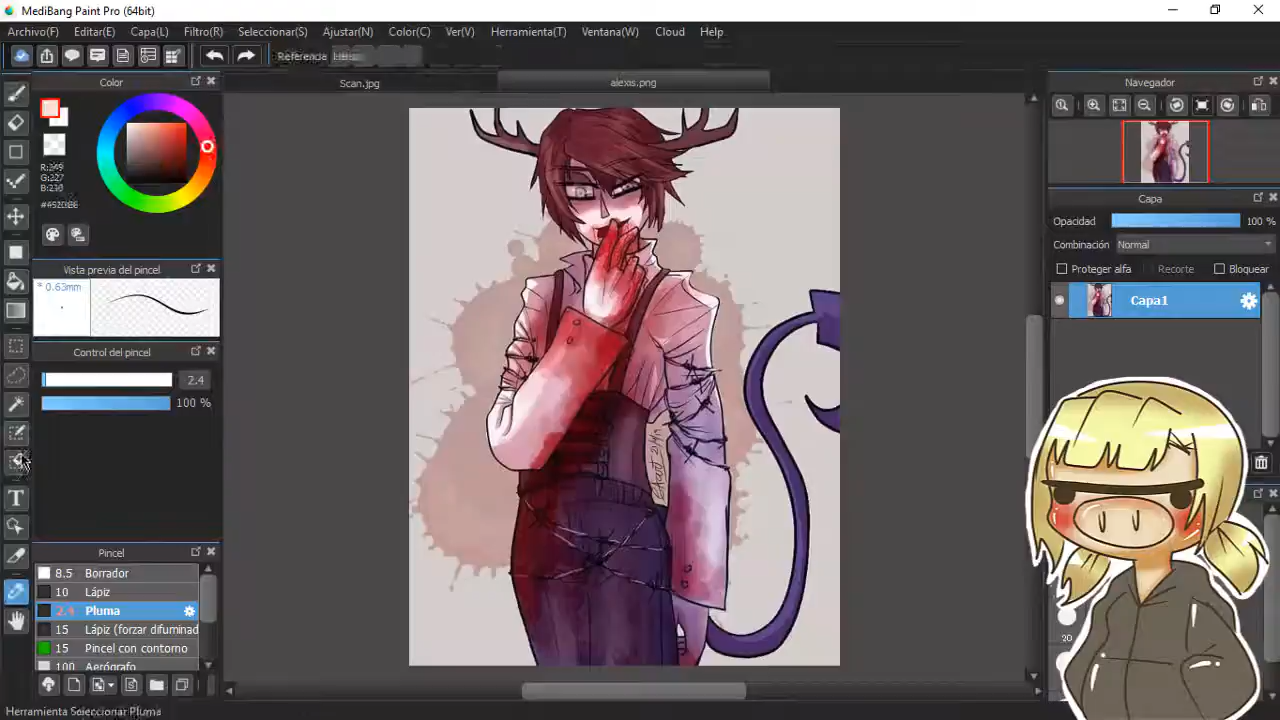 MediBang Paint Pro (64bit)
Archivo(F) Editar(E) Capa(L) Filtro(R) Seleccionar(S) Ajustar(N) Color(C) Ver(V) Herramienta(T) Ventana(W) Cloud Help
Referencia
Scan.jpg
alexis.png
Color
Navegador
Vista previa del pincel
* 0.63mm
Control del pincel
2.4
100 %
Capa
Opacidad 100 %
Combinación Normal
Proteger alfa Recorte Bloquear
Capa1
Pincel
8.5 Borrador
10 Lápiz
2.4 Pluma
15 Lápiz (forzar difuminad
15 Pincel con contorno
100 Aerógrafo
20
Herramienta Seleccionar Pluma